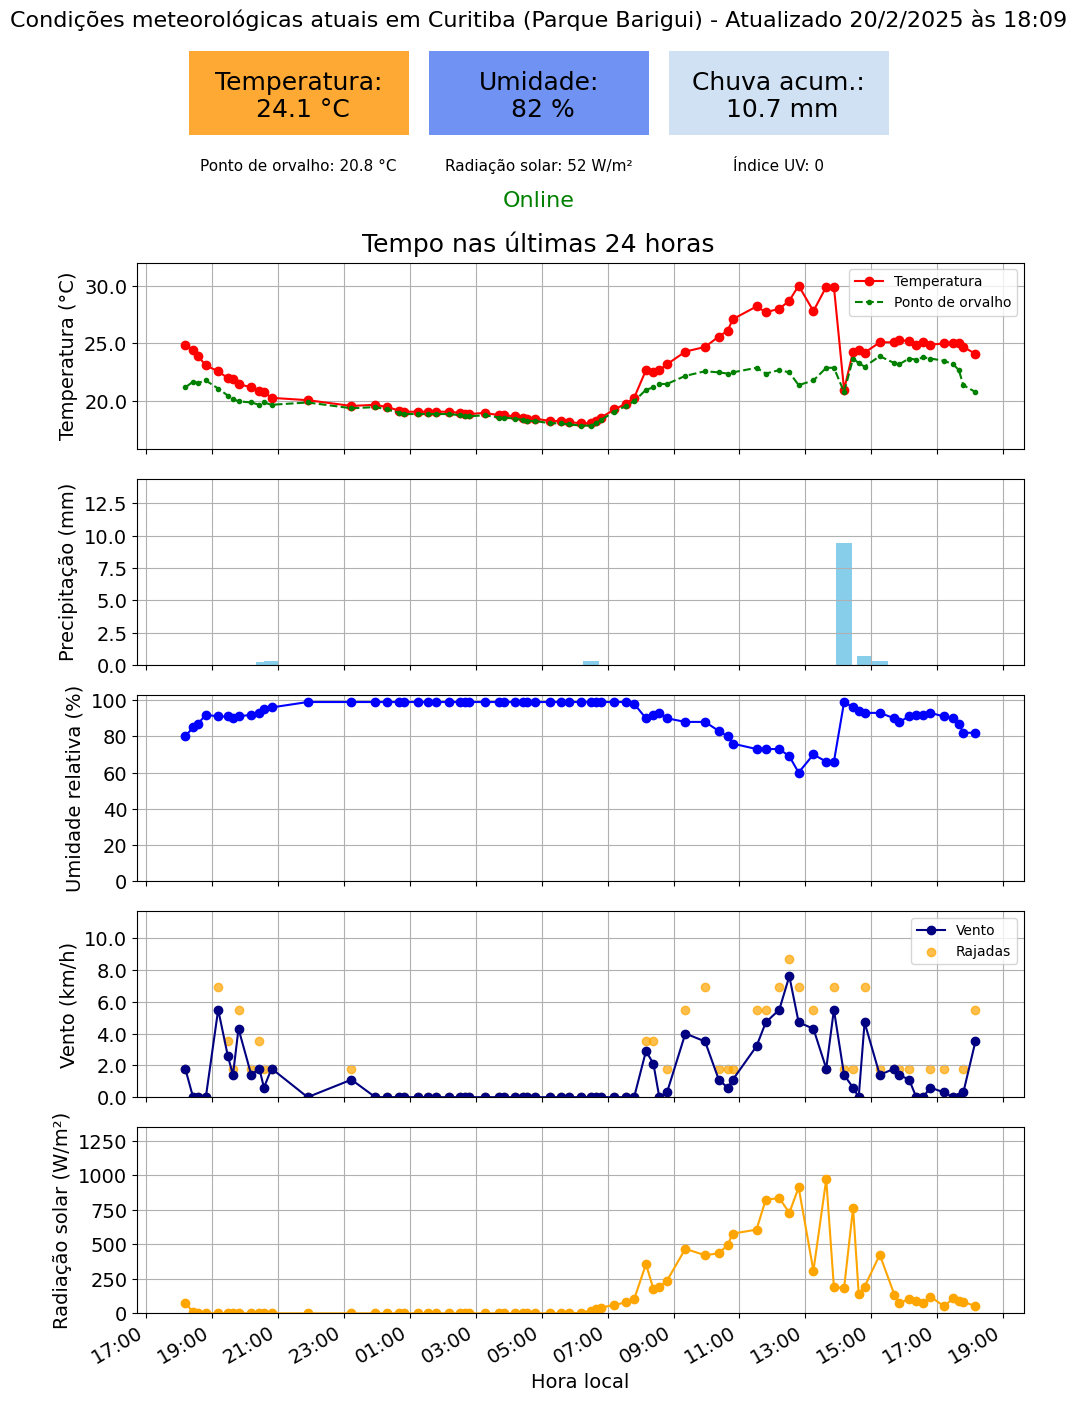 Condições meteorológicas atuais em Curitiba (Parque Barigui) - Atualizado 20/2/2025 às 18:09
Temperatura:
24.1 °C
Umidade:
82 %
Chuva acum.:
10.7 mm
Ponto de orvalho: 20.8 °C
Radiação solar: 52 W/m²
Índice UV: 0
Online
Tempo nas últimas 24 horas
Temperatura (°C)
30.0
25.0
20.0
Temperatura
Ponto de orvalho
Precipitação (mm)
12.5
10.0
7.5
5.0
2.5
0.0
Umidade relativa (%)
100
80
60
40
20
0
Vento (km/h)
10.0
8.0
6.0
4.0
2.0
0.0
Vento
Rajadas
Radiação solar (W/m²)
1250
1000
750
500
250
0
17:00
19:00
21:00
23:00
01:00
03:00
05:00
07:00
09:00
11:00
13:00
15:00
17:00
19:00
Hora local